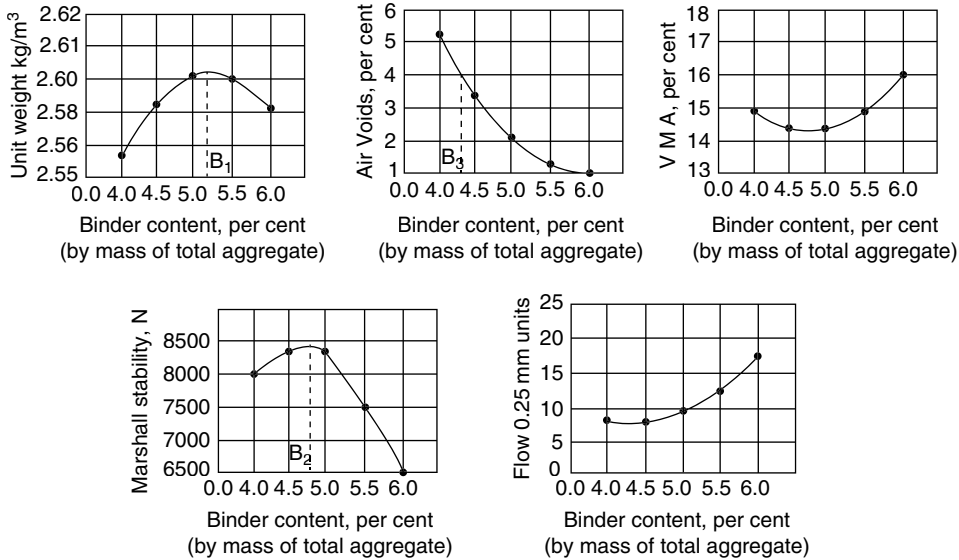 Unit weight kg/m³
2.62
2.61
2.60
2.58
2.56
2.55
B₁
0.0 4.0 4.5 5.0 5.5 6.0
Binder content, per cent
(by mass of total aggregate)
Air Voids, per cent
6
5
4
3
2
1
B₃
0.0 4.0 4.5 5.0 5.5 6.0
Binder content, per cent
(by mass of total aggregate)
V M A, per cent
18
17
16
15
14
13
0.0 4.0 4.5 5.0 5.5 6.0
Binder content, per cent
(by mass of total aggregate)
Marshall stability, N
8500
8000
7500
7000
6500
B₂
0.0 4.0 4.5 5.0 5.5 6.0
Binder content, per cent
(by mass of total aggregate)
Flow 0.25 mm units
25
20
15
10
5
0
0.0 4.0 4.5 5.0 5.5 6.0
Binder content, per cent
(by mass of total aggregate)